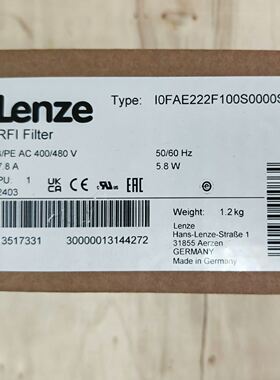 Lenze
Type: I0FAE222F100S0000S
RFI Filter
/PE AC 400/480 V
50/60 Hz
7.8 A
5.8 W
PU: 1
UK CA CE EAC
2403
Weight: 1.2 kg
3517331
30000013144272
Lenze
Hans-Lenze-Straße 1
31855 Aerzen
Germany
Made in Germany